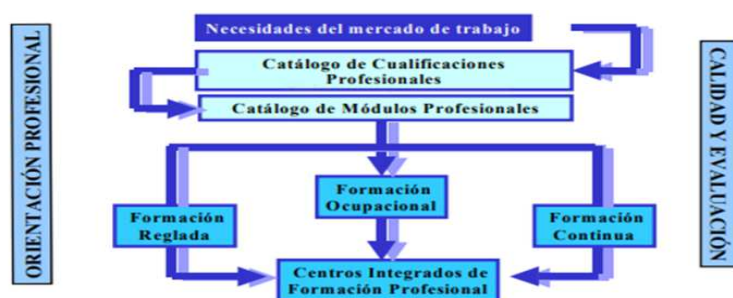 ORIENTACIÓN PROFESIONAL
Necesidades del mercado de trabajo
Catálogo de Cualificaciones
Profesionales
Catálogo de Módulos Profesionales
Formación
Reglada
Formación
Ocupacional
Formación
Continua
Centros Integrados de
Formación Profesional
CALIDAD Y EVALUACIÓN